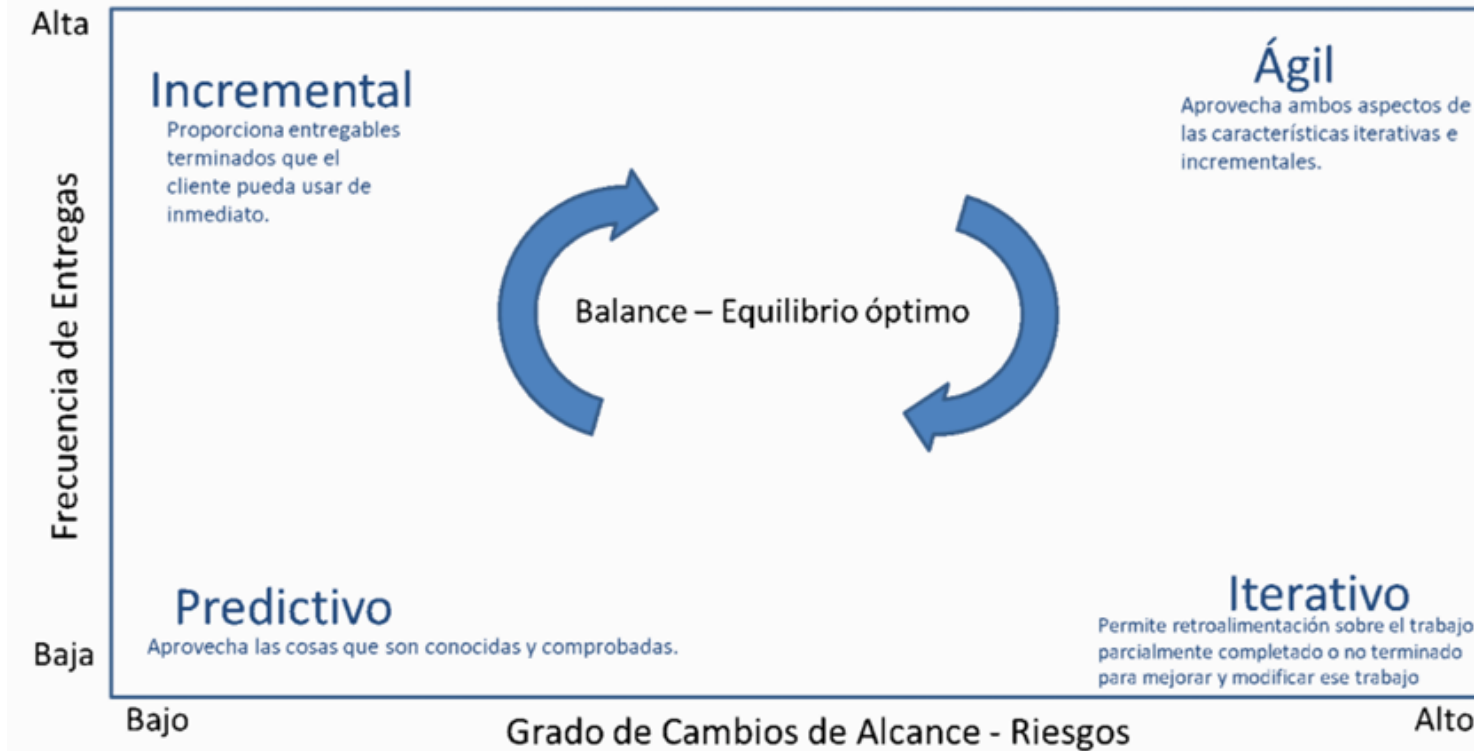 Alta
Incremental
Proporciona entregables
terminados que el
cliente pueda usar de
inmediato.
Ágil
Aprovecha ambos aspectos de
las características iterativas e
incrementales.
Frecuencia de Entregas
Balance – Equilibrio óptimo
Predictivo
Aprovecha las cosas que son conocidas y comprobadas.
Iterativo
Permite retroalimentación sobre el trabajo
parcialmente completado o no terminado
para mejorar y modificar ese trabajo
Baja
Bajo
Grado de Cambios de Alcance - Riesgos
Alto